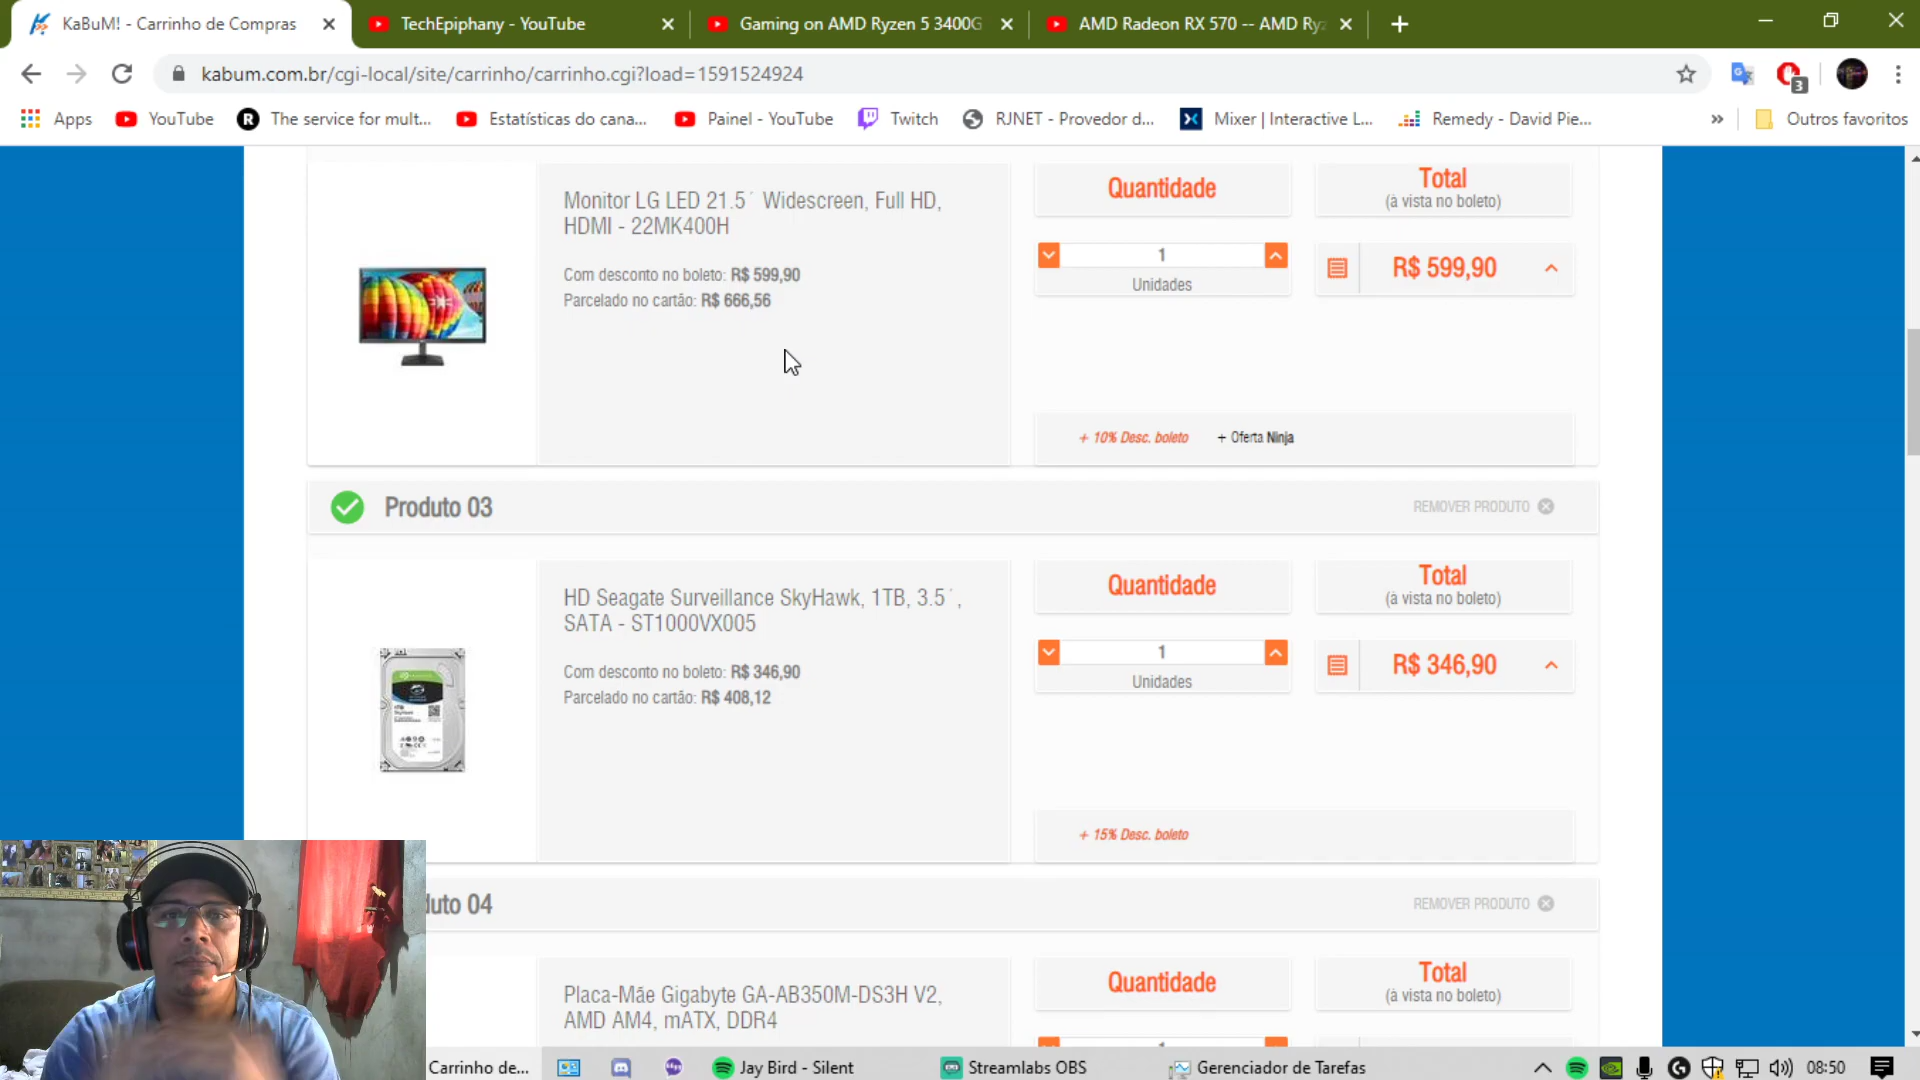 KaBuM! - Carrinho de Compras
TechEpiphany - YouTube
Gaming on AMD Ryzen 5 3400G
AMD Radeon RX 570 -- AMD Ryz
kabum.com.br/cgi-local/site/carrinho/carrinho.cgi?load=1591524924
3
Apps
YouTube
The service for mult...
Estatísticas do cana...
Painel - YouTube
Twitch
RJNET - Provedor d...
Mixer | Interactive L...
Remedy - David Pie...
Outros favoritos
Monitor LG LED 21.5´ Widescreen, Full HD,
HDMI - 22MK400H
Com desconto no boleto: R$ 599,90
Parcelado no cartão: R$ 666,56
Quantidade
1
Unidades
Total
(à vista no boleto)
R$ 599,90
+ 10% Desc. boleto
+ Oferta Ninja
Produto 03
REMOVER PRODUTO
HD Seagate Surveillance SkyHawk, 1TB, 3.5´,
SATA - ST1000VX005
Com desconto no boleto: R$ 346,90
Parcelado no cartão: R$ 408,12
Quantidade
1
Unidades
Total
(à vista no boleto)
R$ 346,90
+ 15% Desc. boleto
duto 04
REMOVER PRODUTO
Placa-Mãe Gigabyte GA-AB350M-DS3H V2,
AMD AM4, mATX, DDR4
Quantidade
Total
(à vista no boleto)
Carrinho de...
Jay Bird - Silent
Streamlabs OBS
Gerenciador de Tarefas
08:50